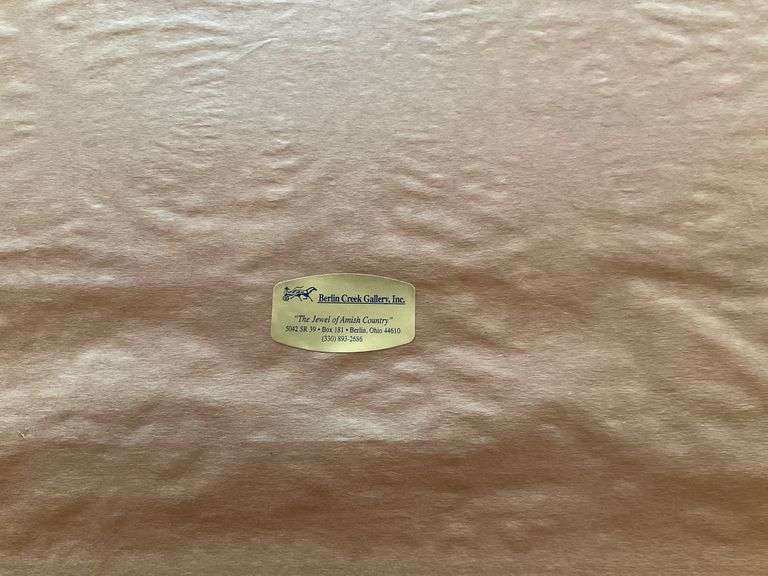 Berlin Creek Gallery, Inc.
"The Jewel of Amish Country"
5042 SR 39 • Box 181 • Berlin, Ohio 44610
(330) 893-2686